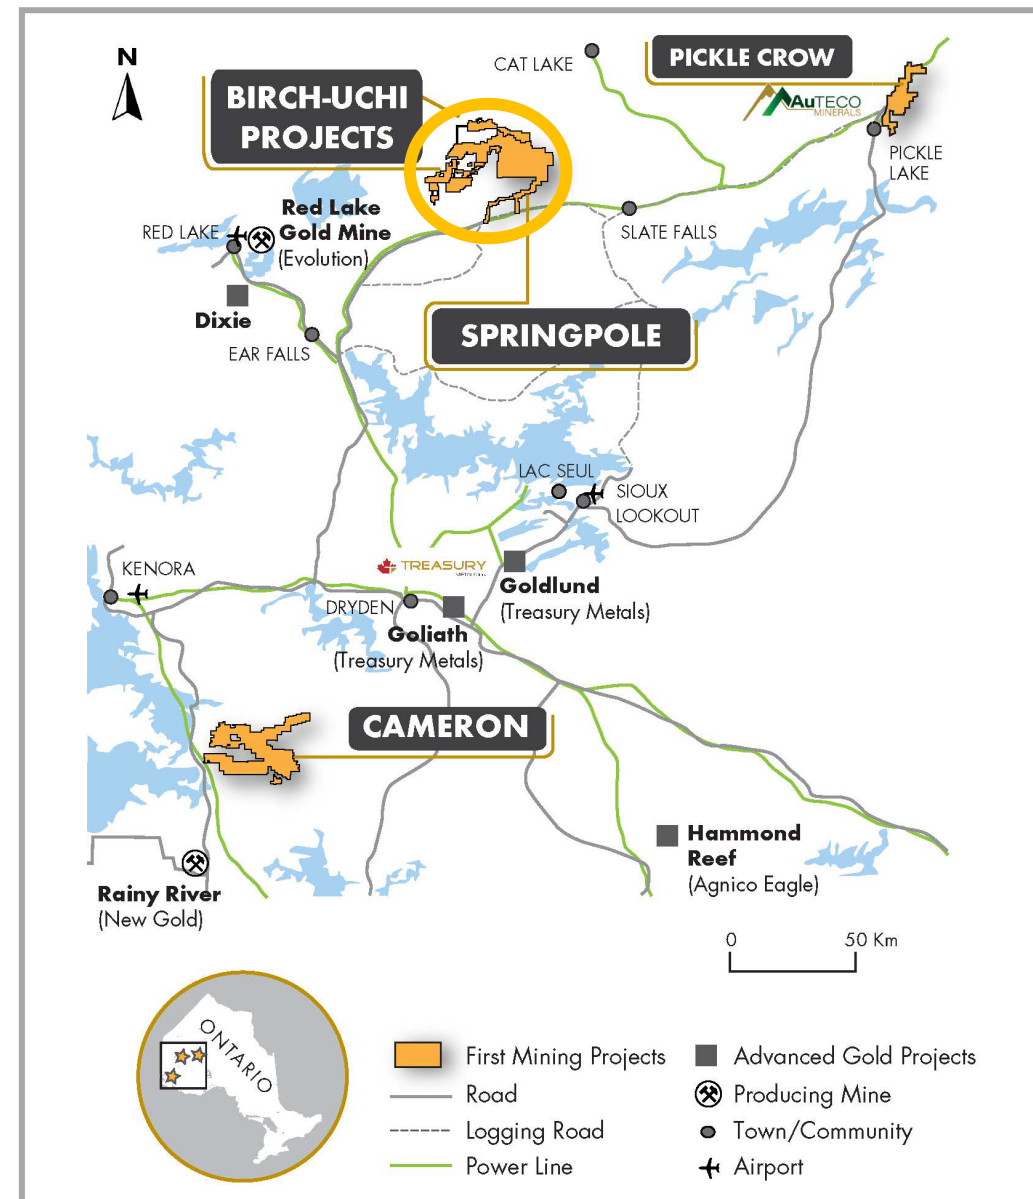 N
BIRCH-UCHI
PROJECTS
CAT LAKE
PICKLE CROW
AuTECO
MINERALS
PICKLE
LAKE
RED LAKE
Red Lake
Gold Mine
(Evolution)
SLATE FALLS
Dixie
EAR FALLS
SPRINGPOLE
LAC SEUL
SIOUX
LOOKOUT
KENORA
TREASURY
Goldlund
(Treasury Metals)
DRYDEN
Goliath
(Treasury Metals)
CAMERON
Hammond
Reef
(Agnico Eagle)
Rainy River
(New Gold)
0 50 Km
ONTARIO
First Mining Projects
Road
Logging Road
Power Line
Advanced Gold Projects
Producing Mine
Town/Community
Airport